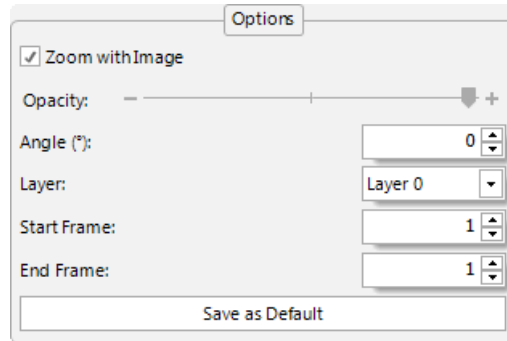 Options
Zoom with Image
Opacity:
Angle (°): 0
Layer: Layer 0
Start Frame: 1
End Frame: 1
Save as Default